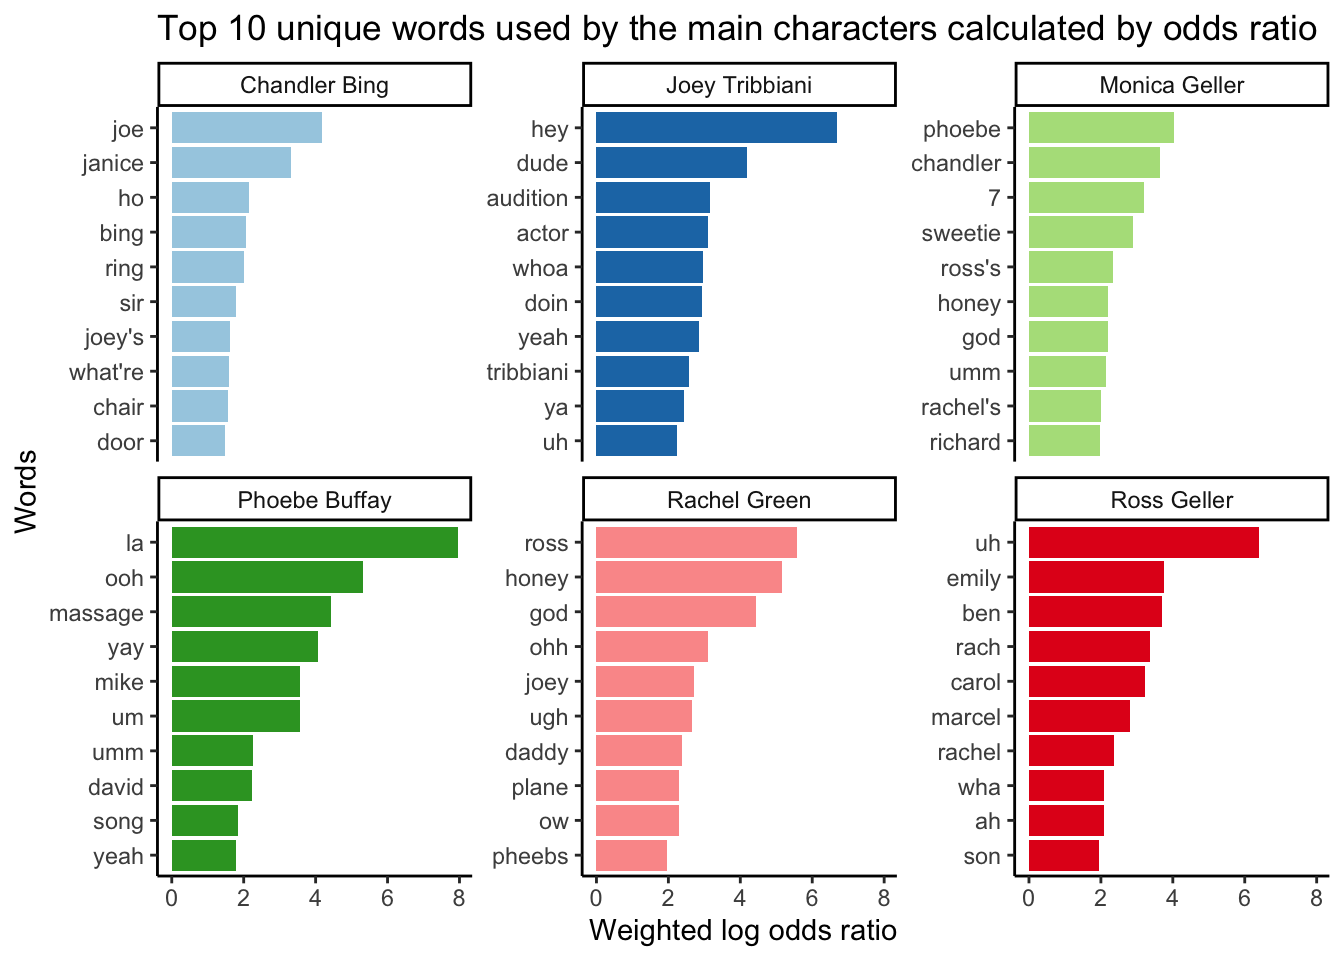 Top 10 unique words used by the main characters calculated by odds ratio
Chandler Bing
joe
janice
ho
bing
ring
sir
joey's
what're
chair
door
Joey Tribbiani
hey
dude
audition
actor
whoa
doin
yeah
tribbiani
ya
uh
Monica Geller
phoebe
chandler
7
sweetie
ross's
honey
god
umm
rachel's
richard
Words
Phoebe Buffay
la
ooh
massage
yay
mike
um
umm
david
song
yeah
0 2 4 6 8
Rachel Green
ross
honey
god
ohh
joey
ugh
daddy
plane
ow
pheebs
0 2 4 6 8
Ross Geller
uh
emily
ben
rach
carol
marcel
rachel
wha
ah
son
0 2 4 6 8
Weighted log odds ratio